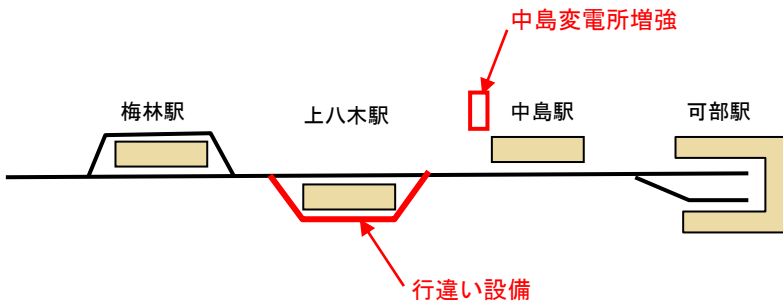 中島変電所増強
梅林駅
上八木駅
中島駅
可部駅
行違い設備